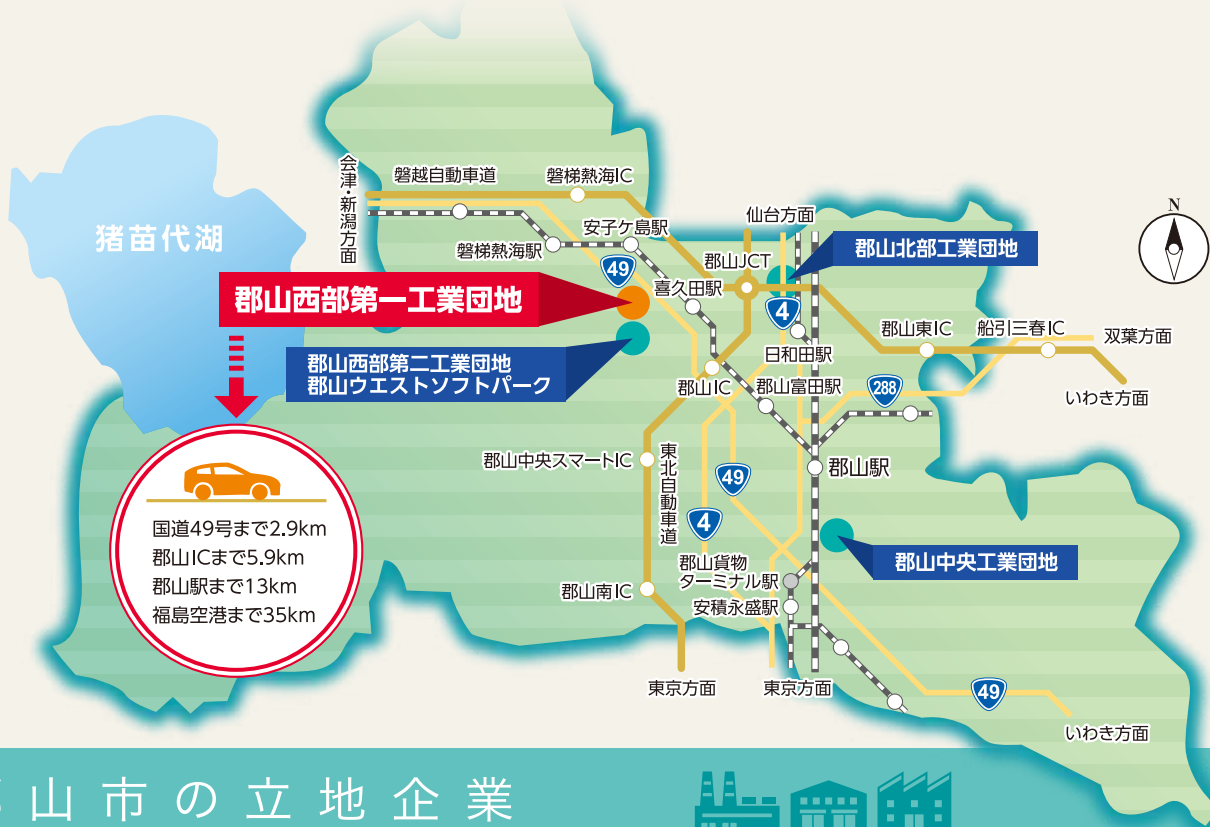 会津・新潟方面
磐越自動車道
磐梯熱海IC
猪苗代湖
磐梯熱海駅
安子ケ島駅
仙台方面
N
49
郡山JCT
郡山北部工業団地
喜久田駅
郡山西部第一工業団地
4
郡山東IC
船引三春IC
双葉方面
日和田駅
郡山西部第二工業団地
郡山ウエストソフトパーク
郡山IC
郡山富田駅
288
いわき方面
郡山中央スマートIC
東北自動車道
郡山駅
49
4
国道49号まで2.9km
郡山ICまで5.9km
郡山駅まで13km
福島空港まで35km
郡山中央工業団地
郡山貨物
ターミナル駅
郡山南IC
安積永盛駅
東京方面
東京方面
49
いわき方面
山市の立地企業